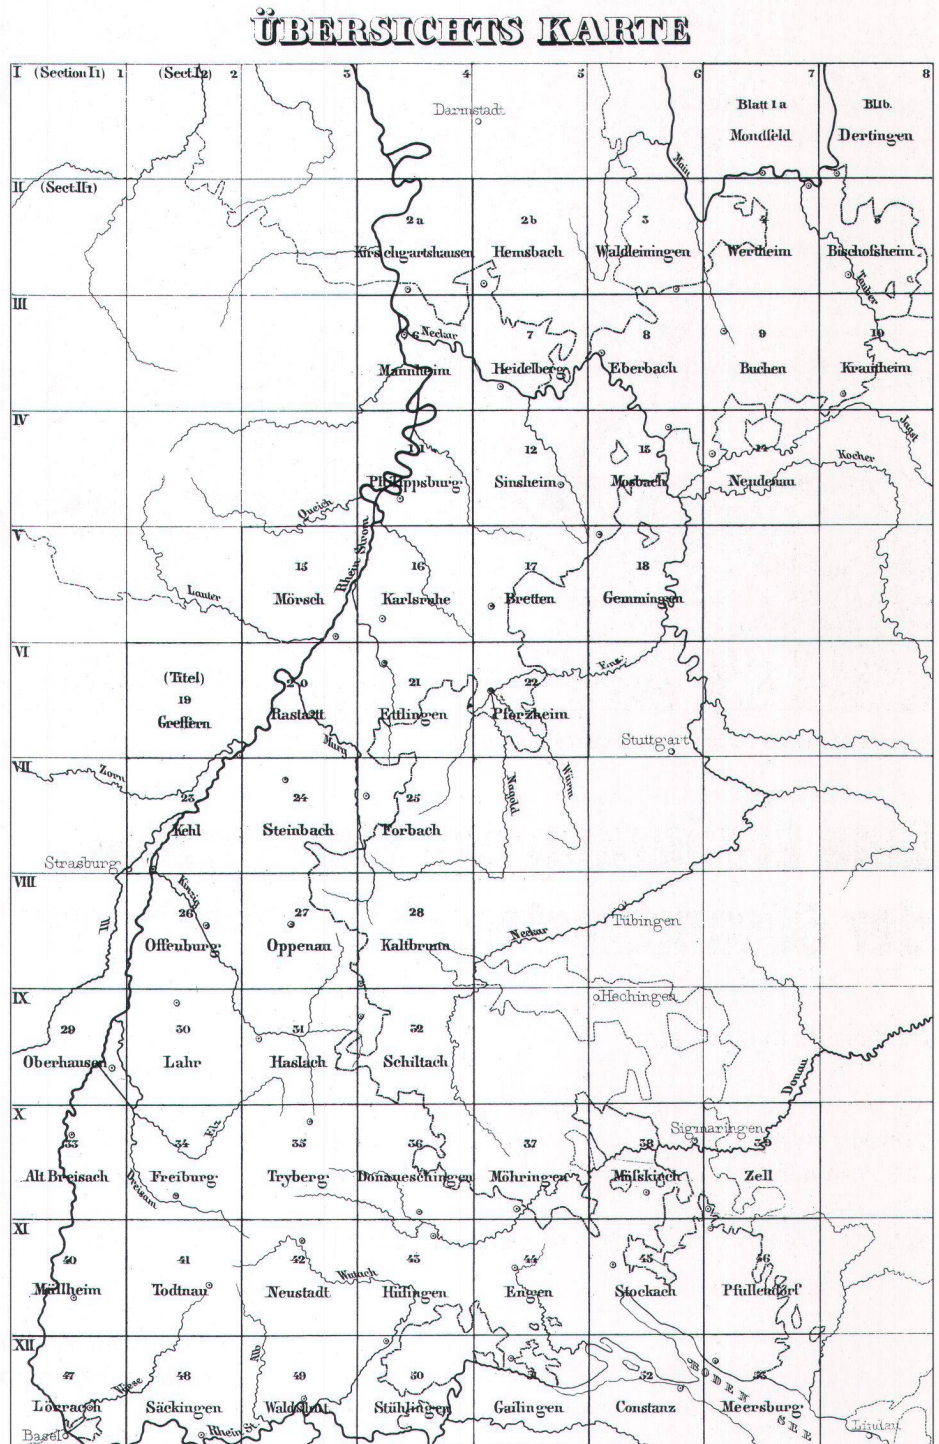 ÜBERSICHTS KARTE
I (Section I1) 1 (Sect. I2) 2 3 4 5 6 7 8
Darmstadt
Blatt 1a
Mondfeld
Bl.1b.
Dertingen
Main
II (Sect.II1)
2a
Kirschgartshausen
2b
Hemsbach
3
Waldleiningen
4
Wertheim
5
Bischofsheim
Tauber
III
6
Neckar
Mannheim
7
Heidelberg
8
Eberbach
9
Buchen
10
Krautheim
IV
Jagst
Kocher
11
Philippsburg
12
Sinsheim
13
Mosbach
14
Neudenau
Queich
V
Rhein Strom
15
Mörsch
16
Karlsruhe
17
Bretten
18
Gemmingen
Lauter
VI
(Titel)
19
Greffern
20
Rastatt
21
Ettlingen
22
Pforzheim
Enz
Murg
Stuttgart
VII
Zorn
23
Kehl
24
Steinbach
25
Forbach
Nagold
Würm
Strasburg
VIII
Ill
Kinzig
26
Offenburg
27
Oppenau
28
Kaltbrunn
Neckar
Tübingen
IX
Hechingen
29
Oberhausen
30
Lahr
31
Haslach
32
Schiltach
Donau
X
Elz
Sigmaringen
33
Alt Breisach
34
Freiburg
35
Tryberg
36
Donaueschingen
37
Möhringen
38
Mösskirch
39
Zell
Dreisam
XI
40
Müllheim
41
Todtnau
42
Neustadt
Wutach
43
Hüfingen
44
Engen
45
Stockach
46
Pfullendorf
XII
Alb
Wiese
47
Lörrach
48
Säckingen
49
Waldshut
50
Stühlingen
51
Gailingen
52
Constanz
53
Meersburg
BODEN SEE
Basel
Rhein St.
Lindau